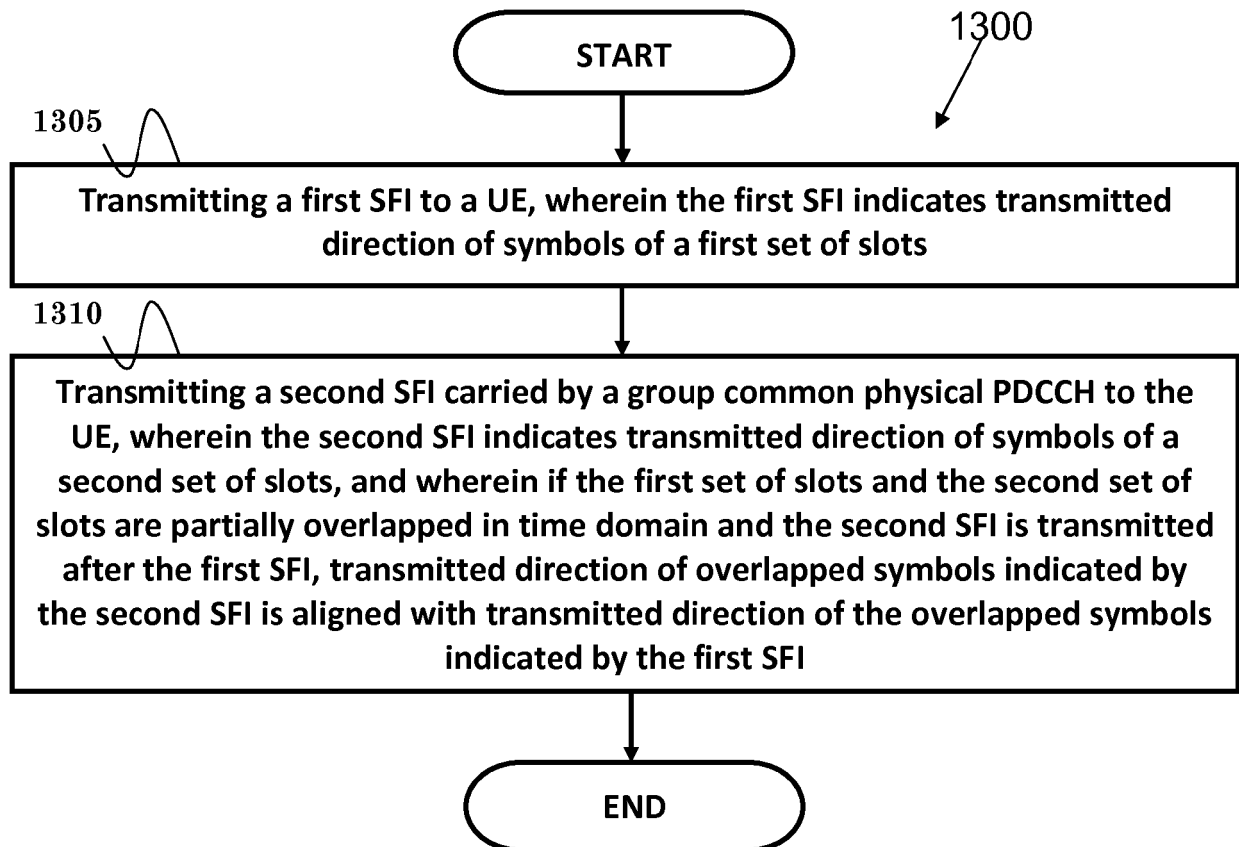 START
1300
1305
Transmitting a first SFI to a UE, wherein the first SFI indicates transmitted
direction of symbols of a first set of slots
1310
Transmitting a second SFI carried by a group common physical PDCCH to the
UE, wherein the second SFI indicates transmitted direction of symbols of a
second set of slots, and wherein if the first set of slots and the second set of
slots are partially overlapped in time domain and the second SFI is transmitted
after the first SFI, transmitted direction of overlapped symbols indicated by
the second SFI is aligned with transmitted direction of the overlapped symbols
indicated by the first SFI
END